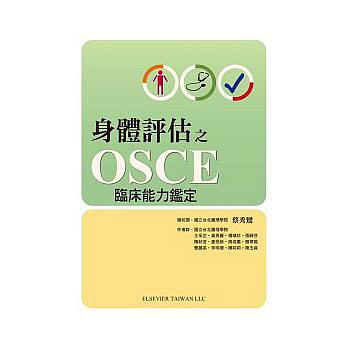 身體評估之
OSCE
臨床能力鑑定
總校閱・國立台北護理學院 蔡秀鸞
作者群・國立台北護理學院
ELSEVIER TAIWAN LLC